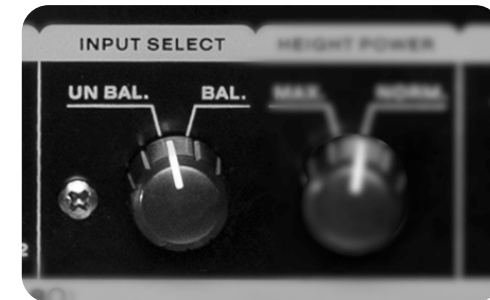 INPUT SELECT
HEIGHT POWER
UN BAL.
BAL.
MAX.
NORM.